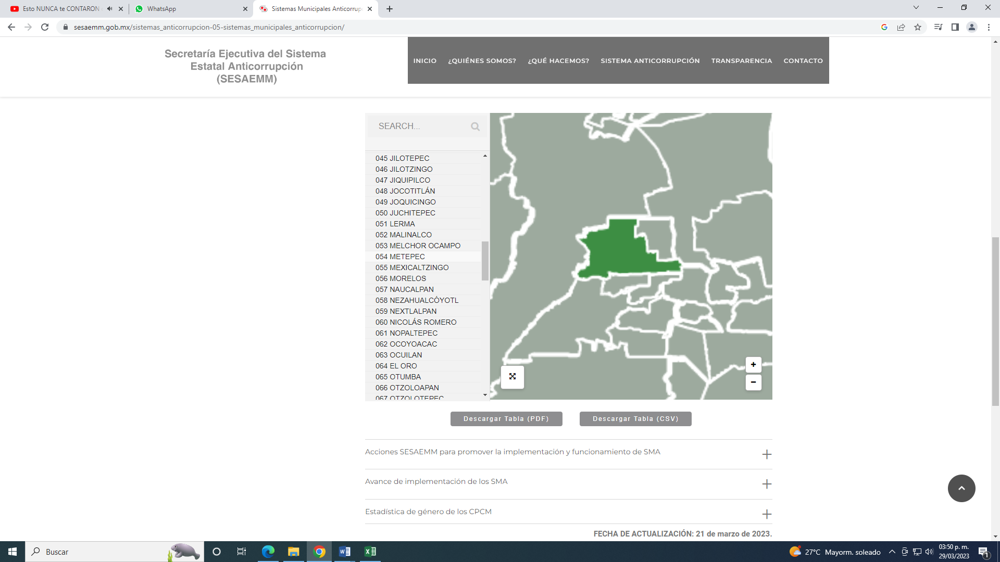 Esto NUNCA te CONTARON
WhatsApp
Sistemas Municipales Anticorrup
sesaemm.gob.mx/sistemas_anticorrupcion-05-sistemas_municipales_anticorrupcion/
Secretaría Ejecutiva del Sistema
Estatal Anticorrupción
(SESAEMM)
INICIO ¿QUIÉNES SOMOS? ¿QUÉ HACEMOS? SISTEMA ANTICORRUPCIÓN TRANSPARENCIA CONTACTO
SEARCH...
045 JILOTEPEC
046 JILOTZINGO
047 JIQUIPILCO
048 JOCOTITLÁN
049 JOQUICINGO
050 JUCHITEPEC
051 LERMA
052 MALINALCO
053 MELCHOR OCAMPO
054 METEPEC
055 MEXICALTZINGO
056 MORELOS
057 NAUCALPAN
058 NEZAHUALCÓYOTL
059 NEXTLALPAN
060 NICOLÁS ROMERO
061 NOPALTEPEC
062 OCOYOACAC
063 OCUILAN
064 EL ORO
065 OTUMBA
066 OTZOLOAPAN
067 OTZOLOTEPEC
+
−
Descargar Tabla (PDF)
Descargar Tabla (CSV)
Acciones SESAEMM para promover la implementación y funcionamiento de SMA
Avance de implementación de los SMA
Estadística de género de los CPCM
FECHA DE ACTUALIZACIÓN: 21 de marzo de 2023.
Buscar
27°C Mayorm. soleado
03:50 p. m.
29/03/2023
1